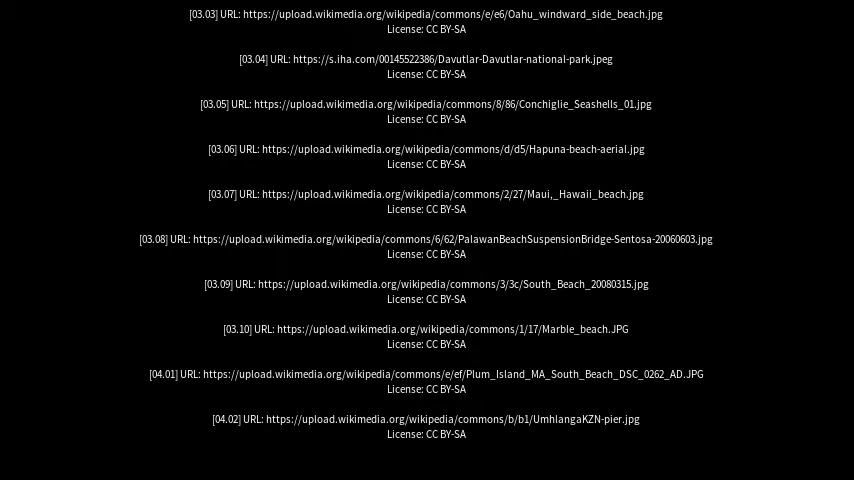 [03.03] URL: https://upload.wikimedia.org/wikipedia/commons/e/e6/Oahu_windward_side_beach.jpg
License: CC BY-SA
[03.04] URL: https://s.iha.com/00145522386/Davutlar-Davutlar-national-park.jpeg
License: CC BY-SA
[03.05] URL: https://upload.wikimedia.org/wikipedia/commons/8/86/Conchiglie_Seashells_01.jpg
License: CC BY-SA
[03.06] URL: https://upload.wikimedia.org/wikipedia/commons/d/d5/Hapuna-beach-aerial.jpg
License: CC BY-SA
[03.07] URL: https://upload.wikimedia.org/wikipedia/commons/2/27/Maui,_Hawaii_beach.jpg
License: CC BY-SA
[03.08] URL: https://upload.wikimedia.org/wikipedia/commons/6/62/PalawanBeachSuspensionBridge-Sentosa-20060603.jpg
License: CC BY-SA
[03.09] URL: https://upload.wikimedia.org/wikipedia/commons/3/3c/South_Beach_20080315.jpg
License: CC BY-SA
[03.10] URL: https://upload.wikimedia.org/wikipedia/commons/1/17/Marble_beach.JPG
License: CC BY-SA
[04.01] URL: https://upload.wikimedia.org/wikipedia/commons/e/ef/Plum_Island_MA_South_Beach_DSC_0262_AD.JPG
License: CC BY-SA
[04.02] URL: https://upload.wikimedia.org/wikipedia/commons/b/b1/UmhlangaKZN-pier.jpg
License: CC BY-SA